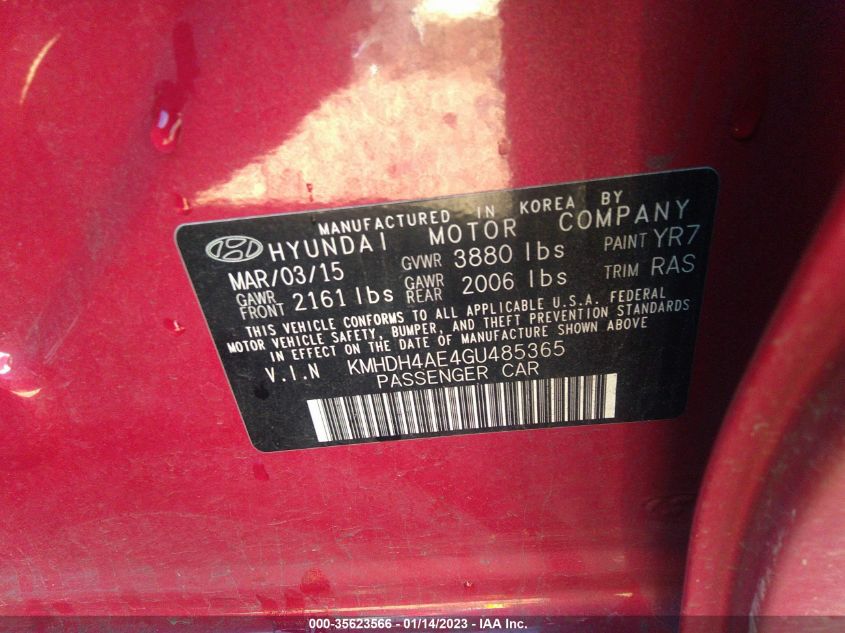 MANUFACTURED IN KOREA BY
HYUNDAI MOTOR COMPANY
MAR/03/15 GVWR 3880 lbs PAINT YR7
GAWR FRONT 2161 lbs GAWR REAR 2006 lbs TRIM RAS
THIS VEHICLE CONFORMS TO ALL APPLICABLE U.S.A. FEDERAL
MOTOR VEHICLE SAFETY, BUMPER, AND THEFT PREVENTION STANDARDS
IN EFFECT ON THE DATE OF MANUFACTURE SHOWN ABOVE
V.I.N KMHDH4AE4GU485365
PASSENGER CAR
000-35623566 - 01/14/2023 - IAA Inc.